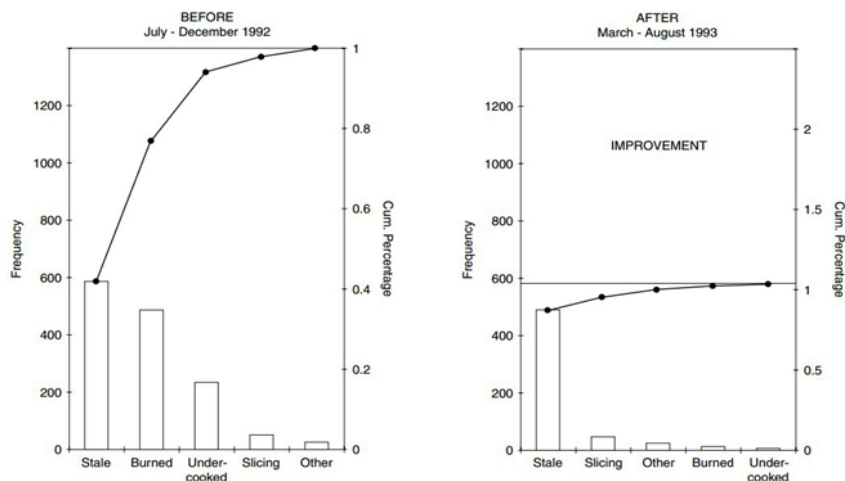 BEFORE
July - December 1992
1200
1000
800
600
400
200
0
Frequency
1
0.8
0.6
0.4
0.2
0
Cum. Percentage
Stale Burned Under-cooked Slicing Other
AFTER
March - August 1993
IMPROVEMENT
1200
1000
800
600
400
200
0
Frequency
2
1.5
1
0.5
0
Cum. Percentage
Stale Slicing Other Burned Under-cooked